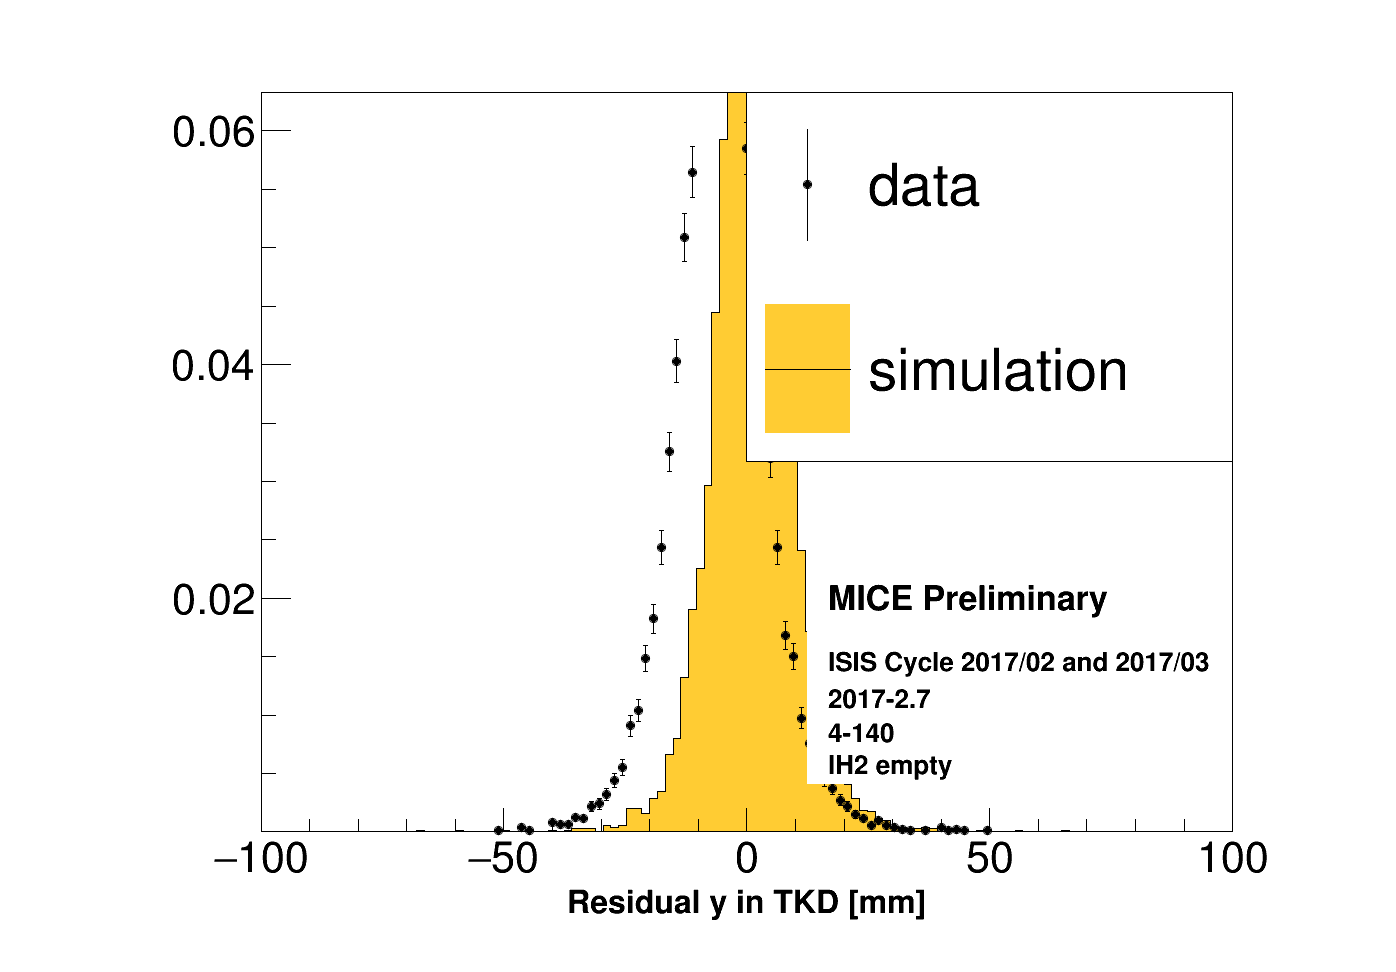 0.06
data
0.04
simulation
0.02
MICE Preliminary
ISIS Cycle 2017/02 and 2017/03
2017-2.7
4-140
IH2 empty
−100 −50 0 50 100
Residual y in TKD [mm]